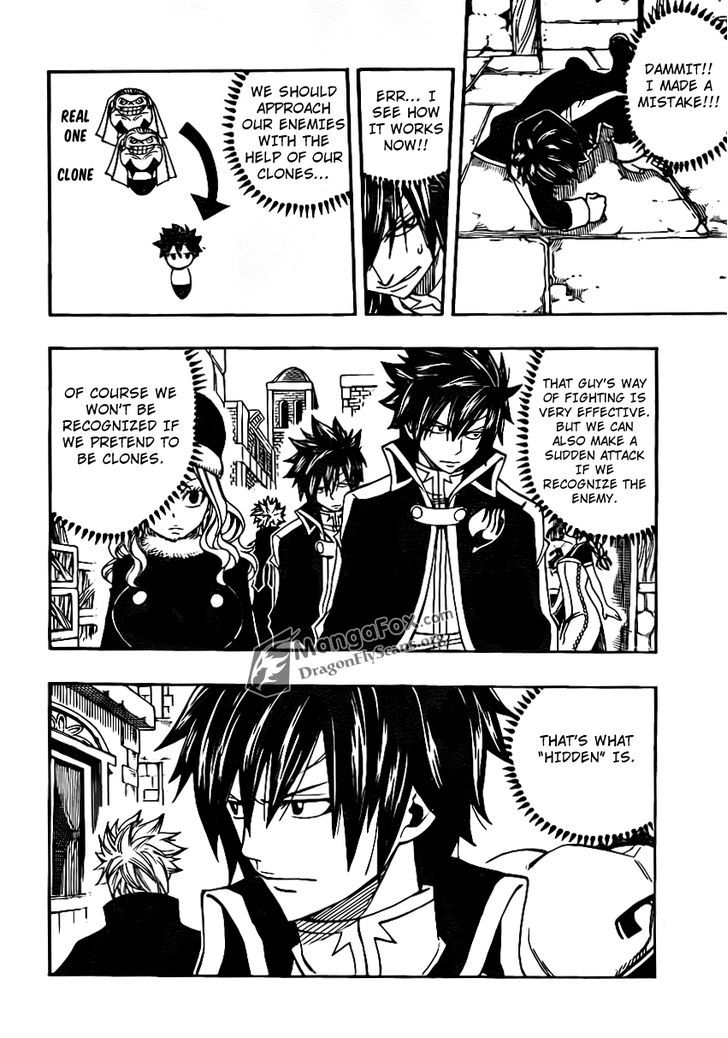 DAMMIT!!
I MADE A
MISTAKE!!!
ERR... I
SEE HOW
IT WORKS
NOW!!
WE SHOULD
APPROACH
OUR ENEMIES
WITH THE
HELP OF OUR
CLONES...
REAL
ONE
CLONE
THAT GUY'S WAY
OF FIGHTING IS
VERY EFFECTIVE.
BUT WE CAN
ALSO MAKE A
SUDDEN ATTACK
IF WE
RECOGNIZE THE
ENEMY.
OF COURSE WE
WON'T BE
RECOGNIZED IF
WE PRETEND TO
BE CLONES.
MangaFox.com
DragonFlyScans.org
THAT'S WHAT
"HIDDEN" IS.